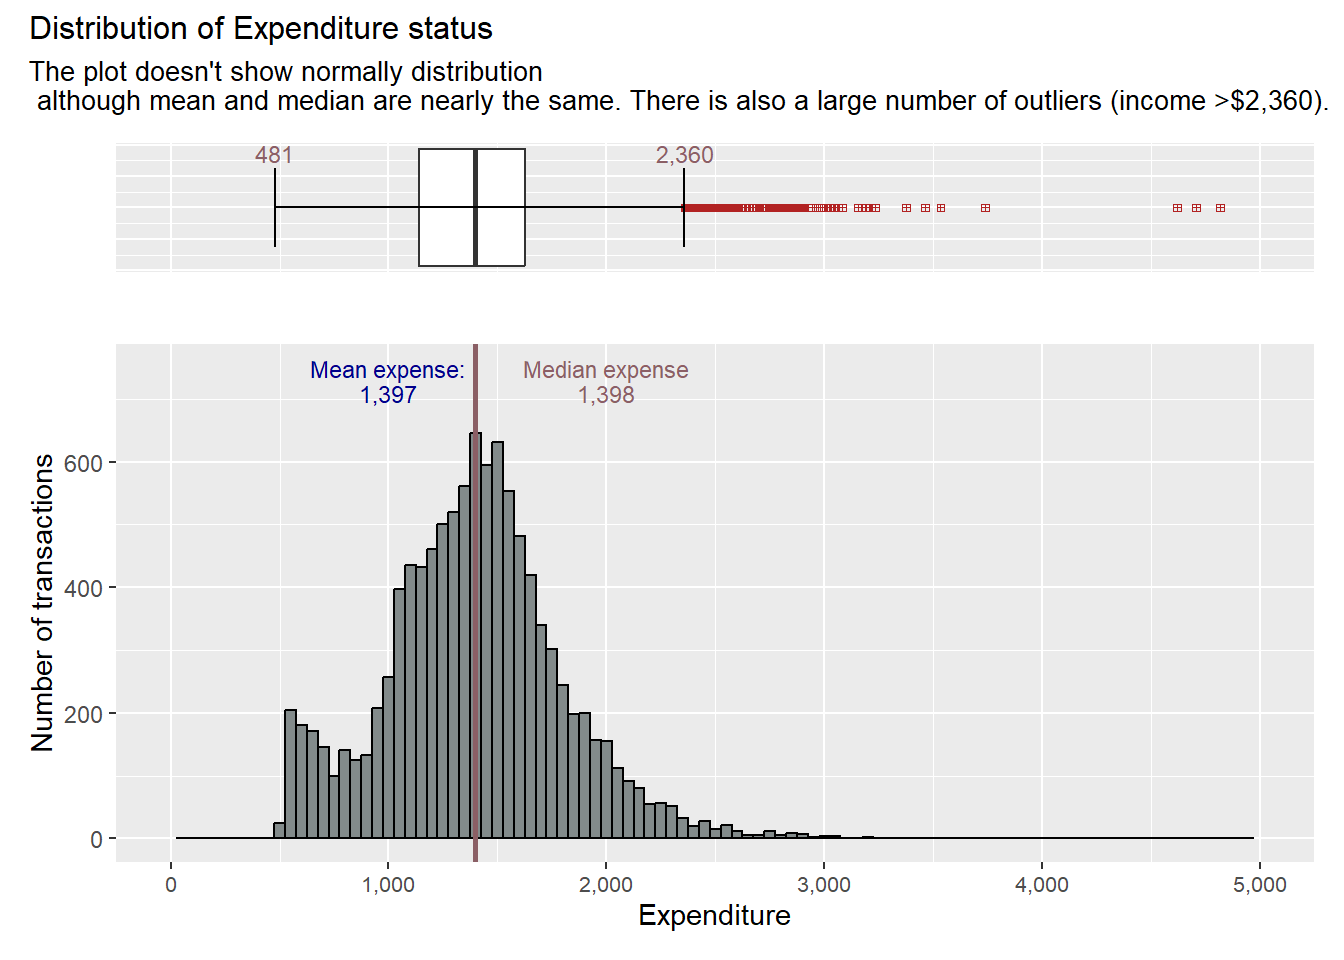 Distribution of Expenditure status
The plot doesn't show normally distribution
although mean and median are nearly the same. There is also a large number of outliers (income >$2,360).
481
2,360
Mean expense:
1,397
Median expense
1,398
Number of transactions
600
400
200
0
0
1,000
2,000
3,000
4,000
5,000
Expenditure